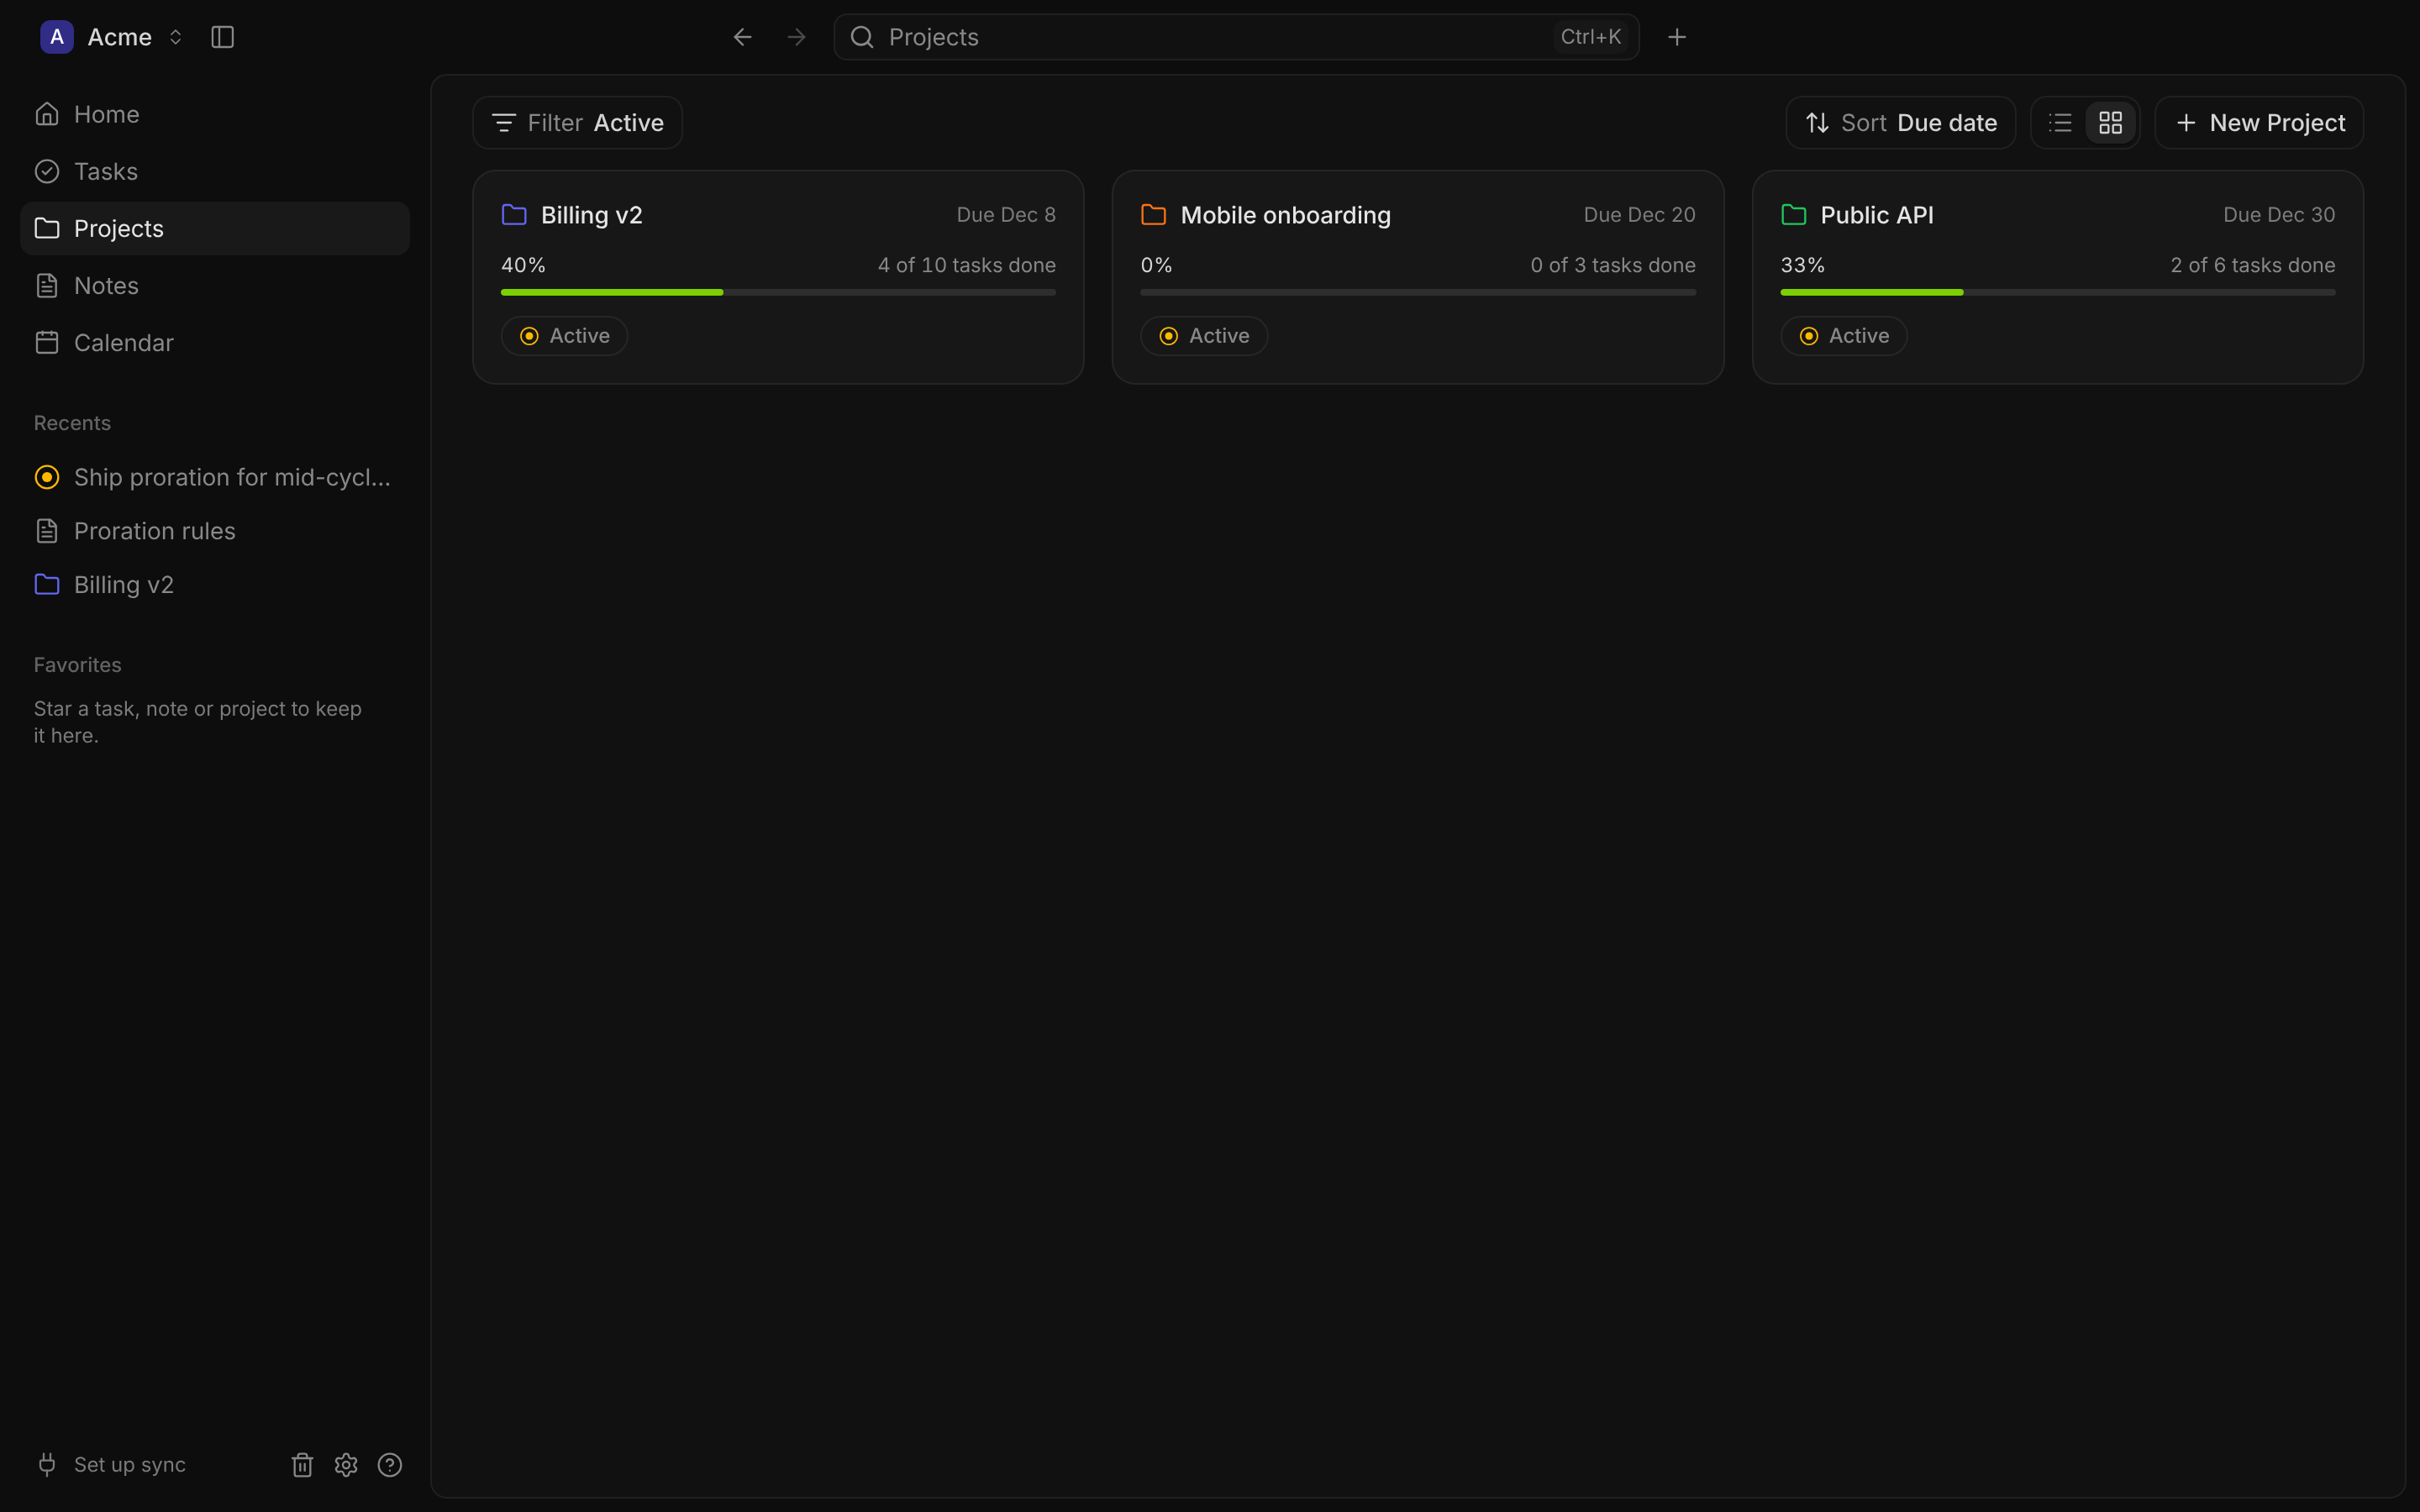 A Acme
Projects Ctrl+K
Home
Tasks
Projects
Notes
Calendar
Recents
Ship proration for mid-cycl...
Proration rules
Billing v2
Favorites
Star a task, note or project to keep
it here.
Set up sync
Filter Active
Sort Due date
New Project
Billing v2 Due Dec 8
40% 4 of 10 tasks done
Active
Mobile onboarding Due Dec 20
0% 0 of 3 tasks done
Active
Public API Due Dec 30
33% 2 of 6 tasks done
Active